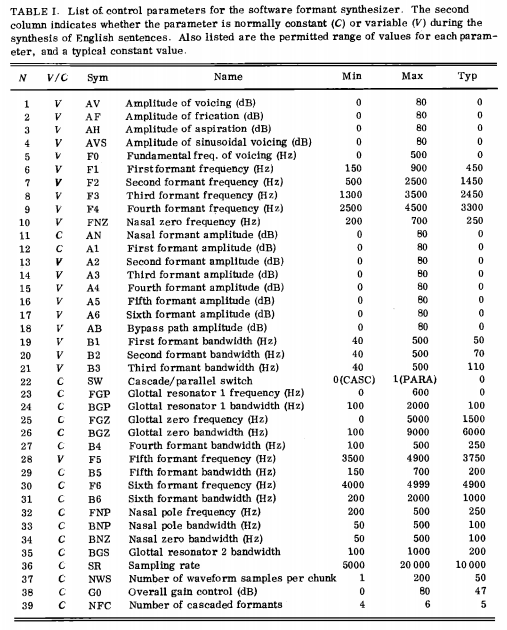 TABLE I. List of control parameters for the software formant synthesizer. The second
column indicates whether the parameter is normally constant (C) or variable (V) during the
synthesis of English sentences. Also listed are the permitted range of values for each param-
eter, and a typical constant value.
N V/C Sym Name Min Max Typ
1 V AV Amplitude of voicing (dB) 0 80 0
2 V AF Amplitude of frication (dB) 0 80 0
3 V AH Amplitude of aspiration (dB) 0 80 0
4 V AVS Amplitude of sinusoidal voicing (dB) 0 80 0
5 V F0 Fundamental freq. of voicing (Hz) 0 500 0
6 V F1 First formant frequency (Hz) 150 900 450
7 V F2 Second formant frequency (Hz) 500 2500 1450
8 V F3 Third formant frequency (Hz) 1300 3500 2450
9 V F4 Fourth formant frequency (Hz) 2500 4500 3300
10 V FNZ Nasal zero frequency (Hz) 200 700 250
11 C AN Nasal formant amplitude (dB) 0 80 0
12 C A1 First formant amplitude (dB) 0 80 0
13 V A2 Second formant amplitude (dB) 0 80 0
14 V A3 Third formant amplitude (dB) 0 80 0
15 V A4 Fourth formant amplitude (dB) 0 80 0
16 V A5 Fifth formant amplitude (dB) 0 80 0
17 V A6 Sixth formant amplitude (dB) 0 80 0
18 V AB Bypass path amplitude (dB) 0 80 0
19 V B1 First formant bandwidth (Hz) 40 500 50
20 V B2 Second formant bandwidth (Hz) 40 500 70
21 V B3 Third formant bandwidth (Hz) 40 500 110
22 C SW Cascade/parallel switch 0(CASC) 1(PARA) 0
23 C FGP Glottal resonator 1 frequency (Hz) 0 600 0
24 C BGP Glottal resonator 1 bandwidth (Hz) 100 2000 100
25 C FGZ Glottal zero frequency (Hz) 0 5000 1500
26 C BGZ Glottal zero bandwidth (Hz) 100 9000 6000
27 C B4 Fourth formant bandwidth (Hz) 100 500 250
28 V F5 Fifth formant frequency (Hz) 3500 4900 3750
29 C B5 Fifth formant bandwidth (Hz) 150 700 200
30 C F6 Sixth formant frequency (Hz) 4000 4999 4900
31 C B6 Sixth formant bandwidth (Hz) 200 2000 1000
32 C FNP Nasal pole frequency (Hz) 200 500 250
33 C BNP Nasal pole bandwidth (Hz) 50 500 100
34 C BNZ Nasal zero bandwidth (Hz) 50 500 100
35 C BGS Glottal resonator 2 bandwidth 100 1000 200
36 C SR Sampling rate 5000 20 000 10 000
37 C NWS Number of waveform samples per chunk 1 200 50
38 C G0 Overall gain control (dB) 0 80 47
39 C NFC Number of cascaded formants 4 6 5